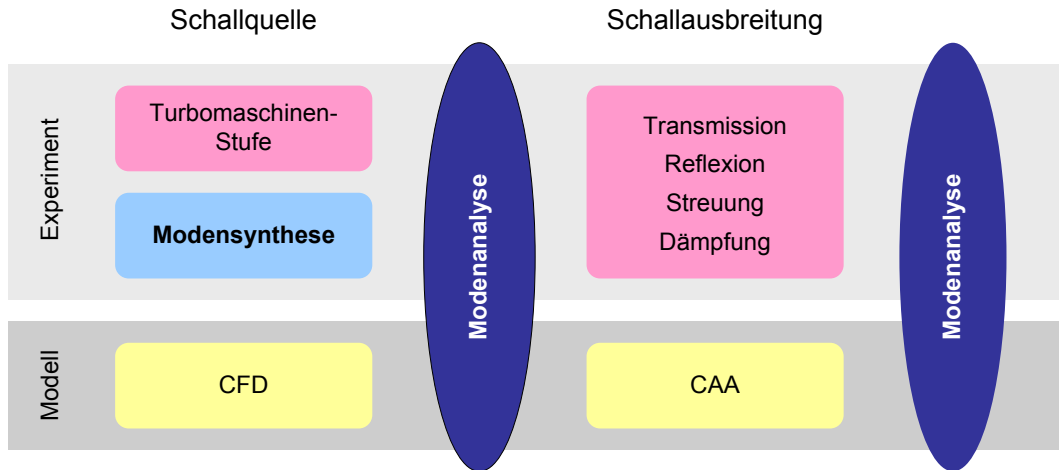 Schallquelle
Schallausbreitung
Experiment
Turbomaschinen-
Stufe
Modensynthese
Modenanalyse
Transmission
Reflexion
Streuung
Dämpfung
Modenanalyse
Modell
CFD
CAA